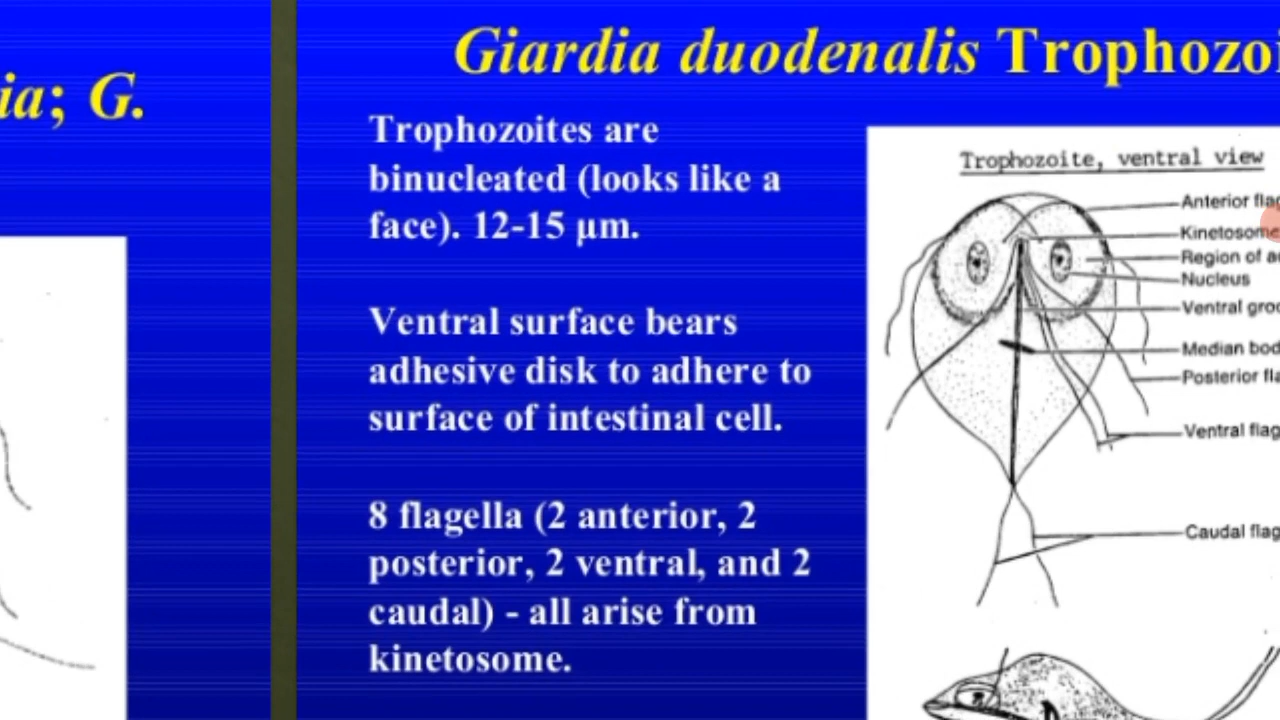 ia; G.
Giardia duodenalis Trophozoi
Trophozoites are
binucleated (looks like a
face). 12-15 µm.
Ventral surface bears
adhesive disk to adhere to
surface of intestinal cell.
8 flagella (2 anterior, 2
posterior, 2 ventral, and 2
caudal) - all arise from
kinetosome.
Trophozoite, ventral view
Anterior flag
Kinetosome
Region of a
Nucleus
Ventral groo
Median bod
Posterior fla
Ventral flag
Caudal flag